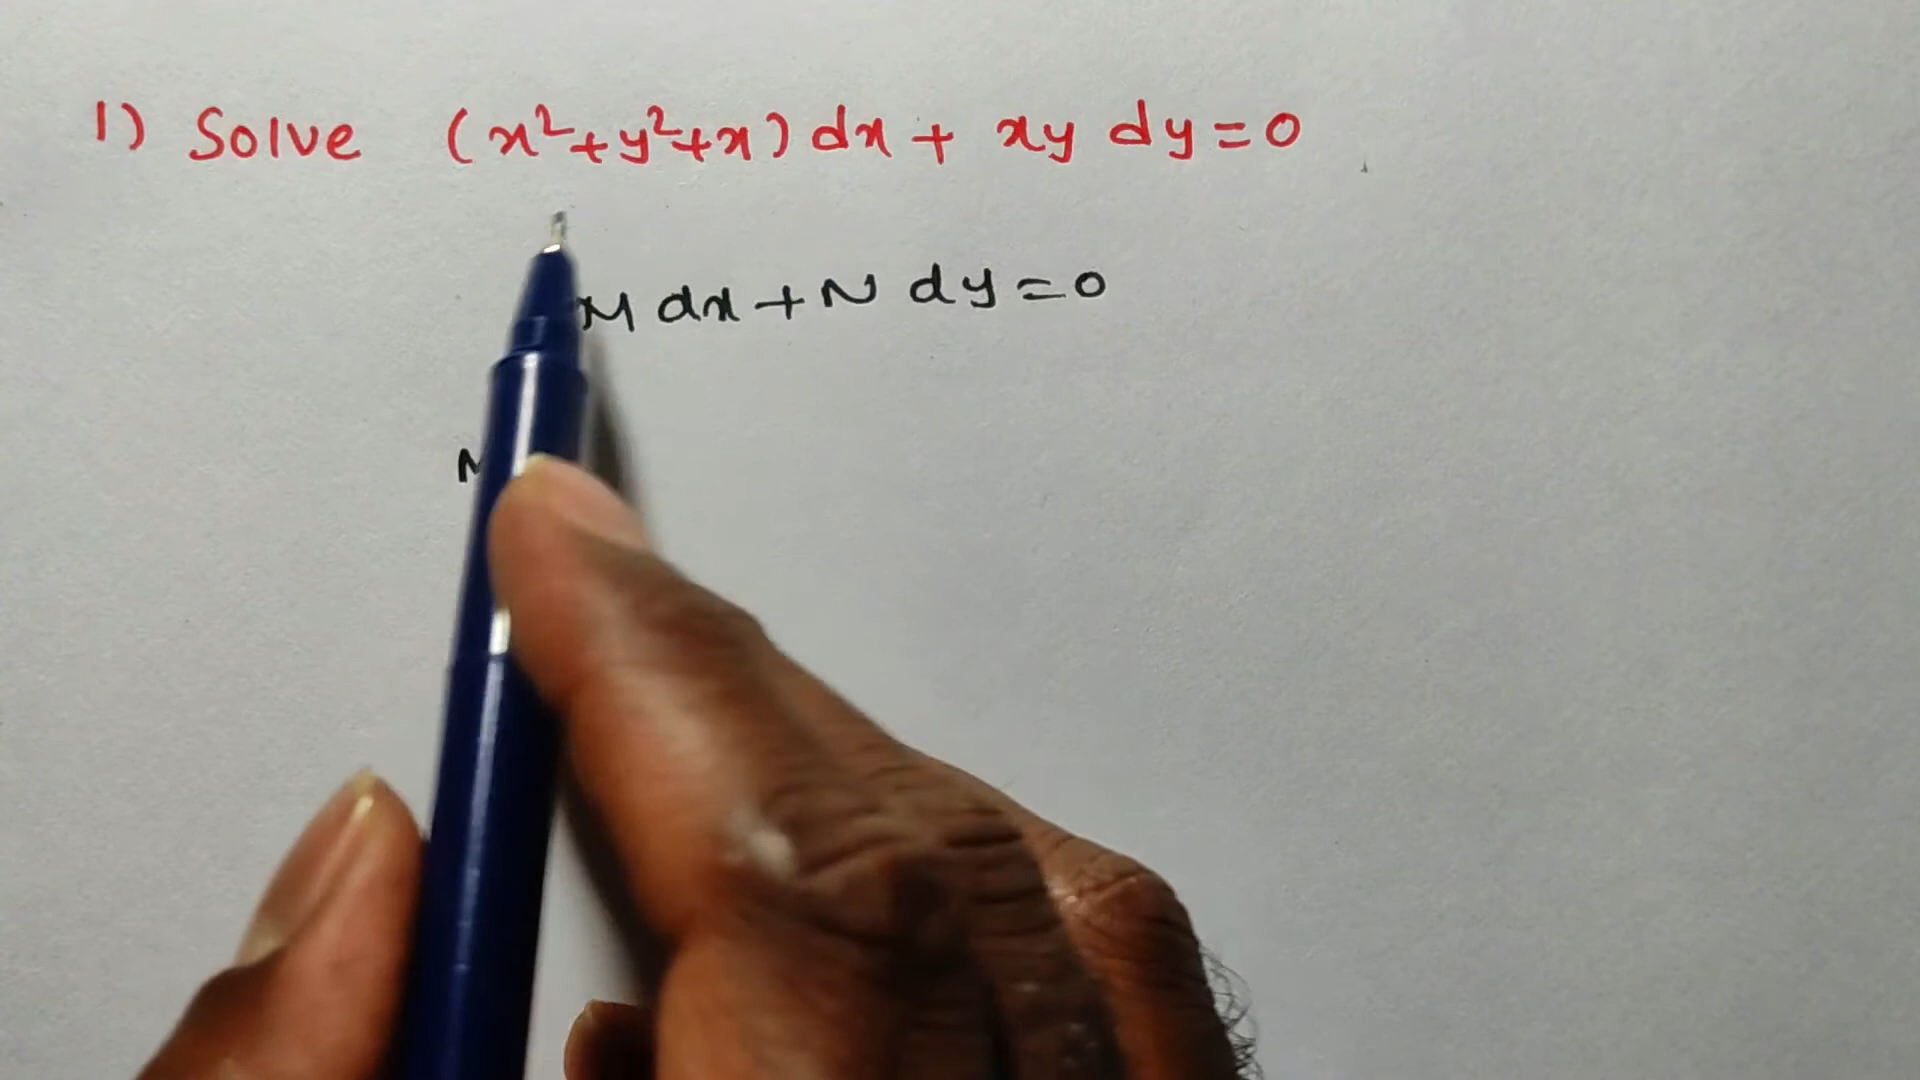 1) Solve (x²+y²+x) dx + xy dy = 0
M dx + N dy = 0
M